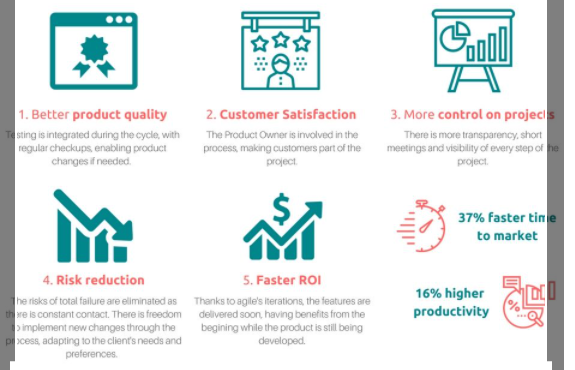 1. Better product quality
Testing is integrated during the cycle, with
regular checkups, enabling product
changes if needed.
2. Customer Satisfaction
The Product Owner is involved in the
process, making customers part of the
project.
3. More control on projects
There is more transparency, short
meetings and visibility of every step of the
project.
4. Risk reduction
The risks of total failure are eliminated as
there is constant contact. There is freedom
to implement new changes through the
process, adapting to the client's needs and
preferences.
5. Faster ROI
Thanks to agile's iterations, the features are
delivered soon, having benefits from the
begining while the product is still being
developed.
37% faster time
to market
16% higher
productivity